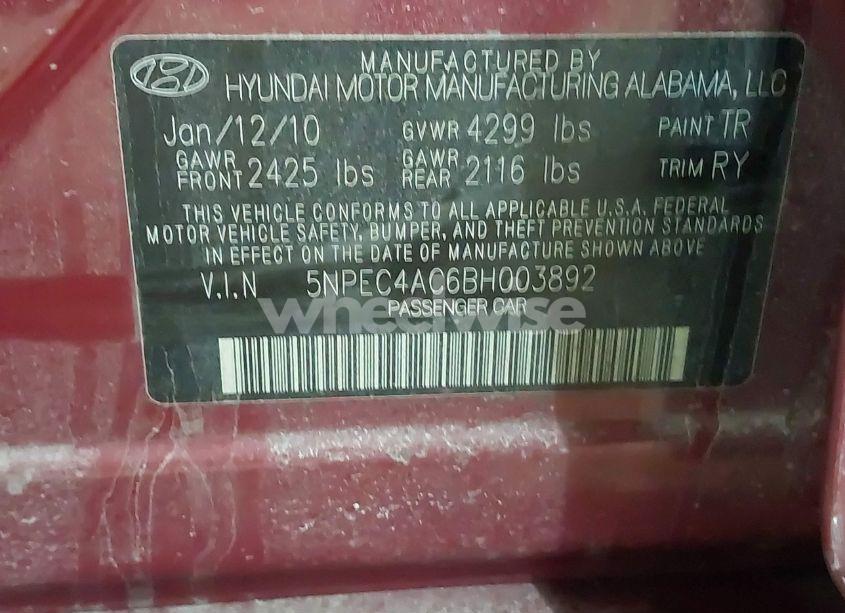 MANUFACTURED BY
HYUNDAI MOTOR MANUFACTURING ALABAMA, LLC
Jan/12/10 GVWR 4299 lbs PAINT TR
GAWR FRONT 2425 lbs GAWR REAR 2116 lbs TRIM RY
THIS VEHICLE CONFORMS TO ALL APPLICABLE U.S.A. FEDERAL
MOTOR VEHICLE SAFETY, BUMPER, AND THEFT PREVENTION STANDARDS
IN EFFECT ON THE DATE OF MANUFACTURE SHOWN ABOVE
V.I.N 5NPEC4AC6BH003892
PASSENGER CAR
wheelwise